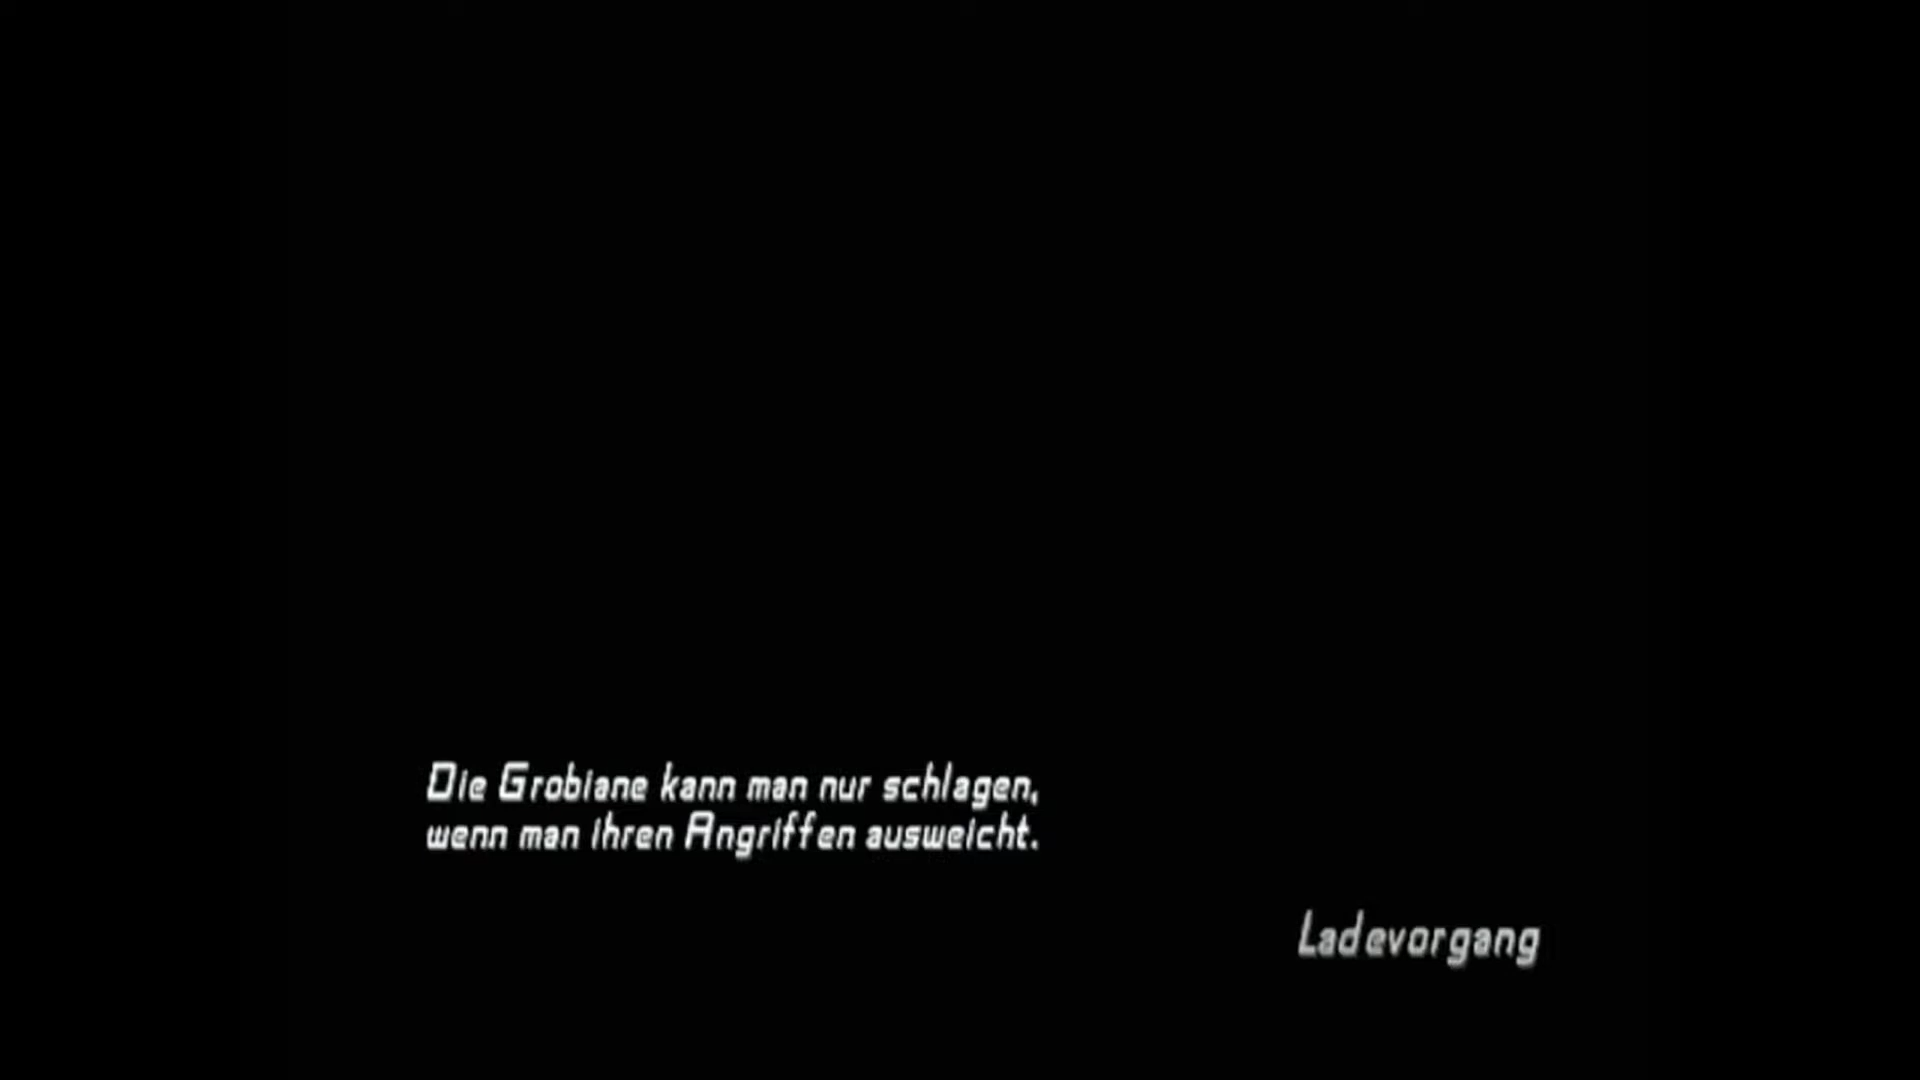 Die Grobiane kann man nur schlagen,
wenn man ihren Angriffen ausweicht.
Ladevorgang